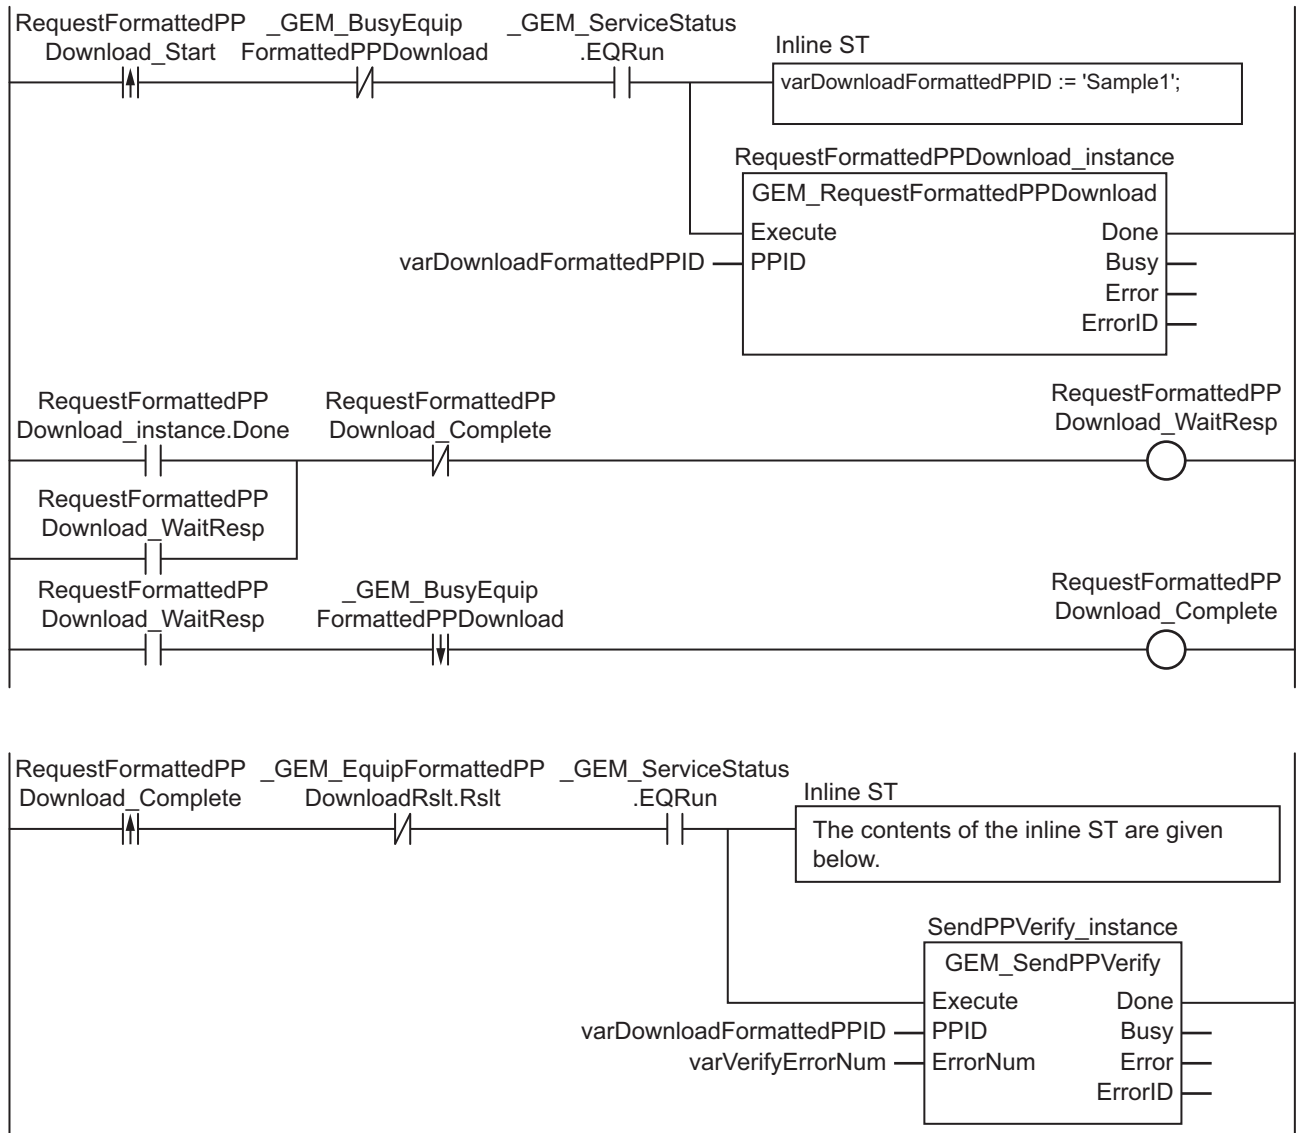 RequestFormattedPP
Download_Start
_GEM_BusyEquip
FormattedPPDownload
_GEM_ServiceStatus
.EQRun
Inline ST
varDownloadFormattedPPID := 'Sample1';
RequestFormattedPPDownload_instance
GEM_RequestFormattedPPDownload
Execute
Done
varDownloadFormattedPPID
PPID
Busy
Error
ErrorID
RequestFormattedPP
Download_instance.Done
RequestFormattedPP
Download_Complete
RequestFormattedPP
Download_WaitResp
RequestFormattedPP
Download_WaitResp
RequestFormattedPP
Download_WaitResp
_GEM_BusyEquip
FormattedPPDownload
RequestFormattedPP
Download_Complete
RequestFormattedPP
Download_Complete
_GEM_EquipFormattedPP
DownloadRslt.Rslt
_GEM_ServiceStatus
.EQRun
Inline ST
The contents of the inline ST are given
below.
SendPPVerify_instance
GEM_SendPPVerify
Execute
Done
varDownloadFormattedPPID
PPID
Busy
varVerifyErrorNum
ErrorNum
Error
ErrorID